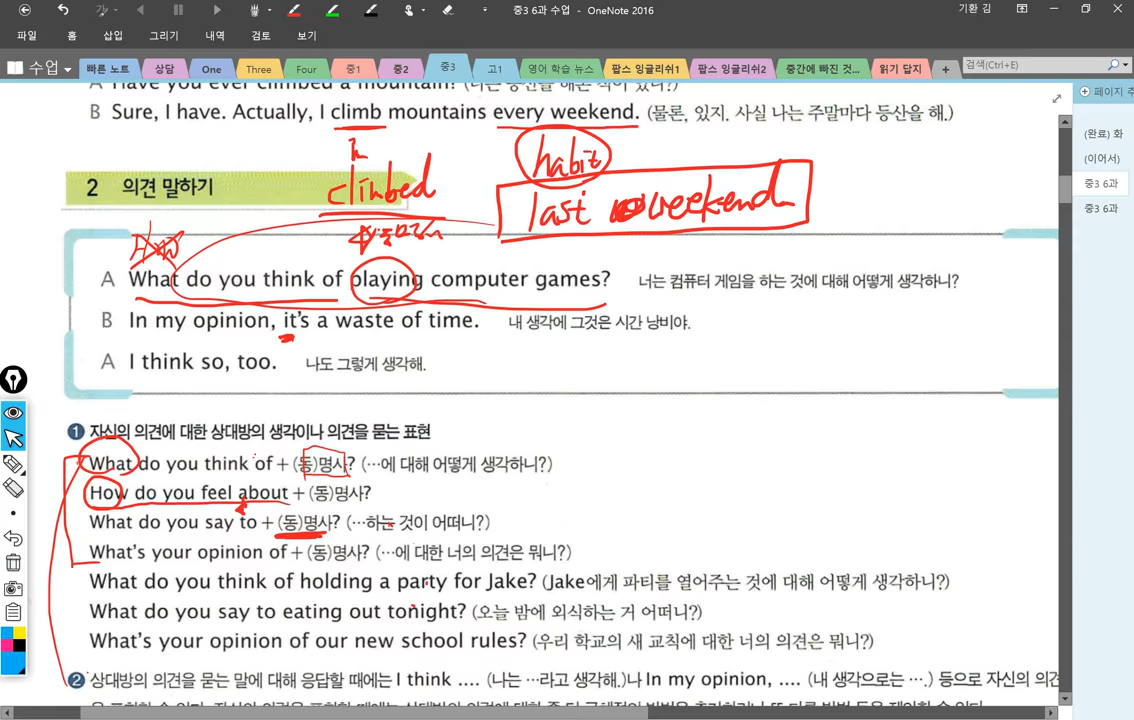 중3 6과 수업 - OneNote 2016
기환 김
파일 홈 삽입 그리기 내역 검토 보기
수업 빠른 노트 상담 One Three Four 중1 중2 중3 고1 영어 학습 뉴스 팝스 잉글리쉬1 팝스 잉글리쉬2 중간에 빠진 것... 읽기 답지 + 검색(Ctrl+E)
페이지 추
(완료) 화
(이어서)
중3 6과
중3 6과
A Have you ever climbed a mountain? (너는 등산을 해본 적이 있니?)
B Sure, I have. Actually, I climb mountains every weekend. (물론, 있지. 사실 나는 주말마다 등산을 해.)
habit
climbed
last weekend
2 의견 말하기
A What do you think of playing computer games? 너는 컴퓨터 게임을 하는 것에 대해 어떻게 생각하니?
B In my opinion, it's a waste of time. 내 생각에 그것은 시간 낭비야.
A I think so, too. 나도 그렇게 생각해.
1 자신의 의견에 대한 상대방의 생각이나 의견을 묻는 표현
What do you think of + (동)명사? (…에 대해 어떻게 생각하니?)
How do you feel about + (동)명사?
What do you say to + (동)명사? (…하는 것이 어떠니?)
What's your opinion of + (동)명사? (…에 대한 너의 의견은 뭐니?)
What do you think of holding a party for Jake? (Jake에게 파티를 열어주는 것에 대해 어떻게 생각하니?)
What do you say to eating out tonight? (오늘 밤에 외식하는 거 어떠니?)
What's your opinion of our new school rules? (우리 학교의 새 교칙에 대한 너의 의견은 뭐니?)
2 상대방의 의견을 묻는 말에 대해 응답할 때에는 I think .... (나는 …라고 생각해.)나 In my opinion, .... (내 생각으로는 ….) 등으로 자신의 의견